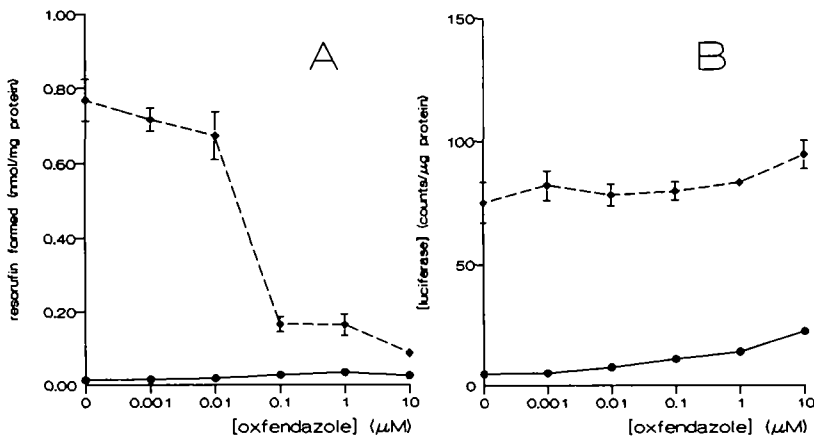 A
resorufin formed (nmol/mg protein)
1.00
0.80
0.60
0.40
0.20
0.00
0 0.001 0.01 0.1 1 10
[oxfendazole] (µM)
B
[luciferase] (counts/µg protein)
150
100
50
0
0 0.001 0.01 0.1 1 10
[oxfendazole] (µM)